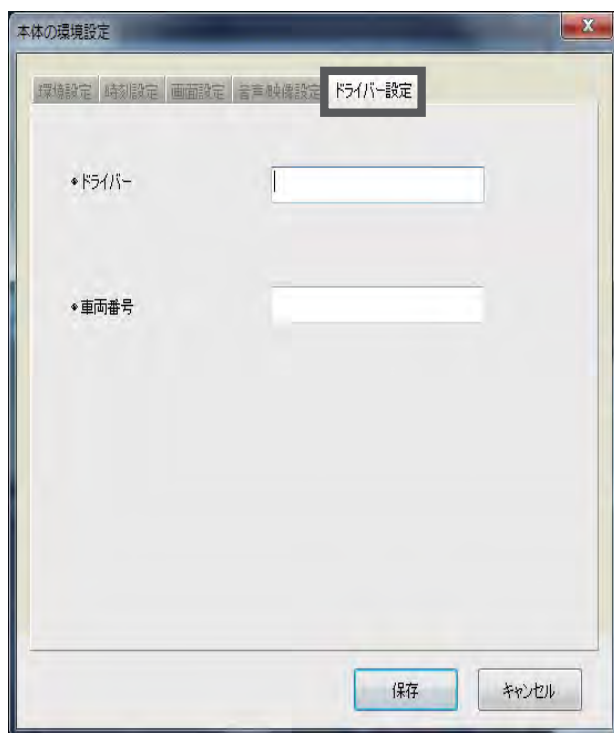 本体の環境設定
環境設定 時刻設定 画面設定 音声/映像設定 ドライバー設定
◆ドライバー
◆車両番号
保存 キャンセル